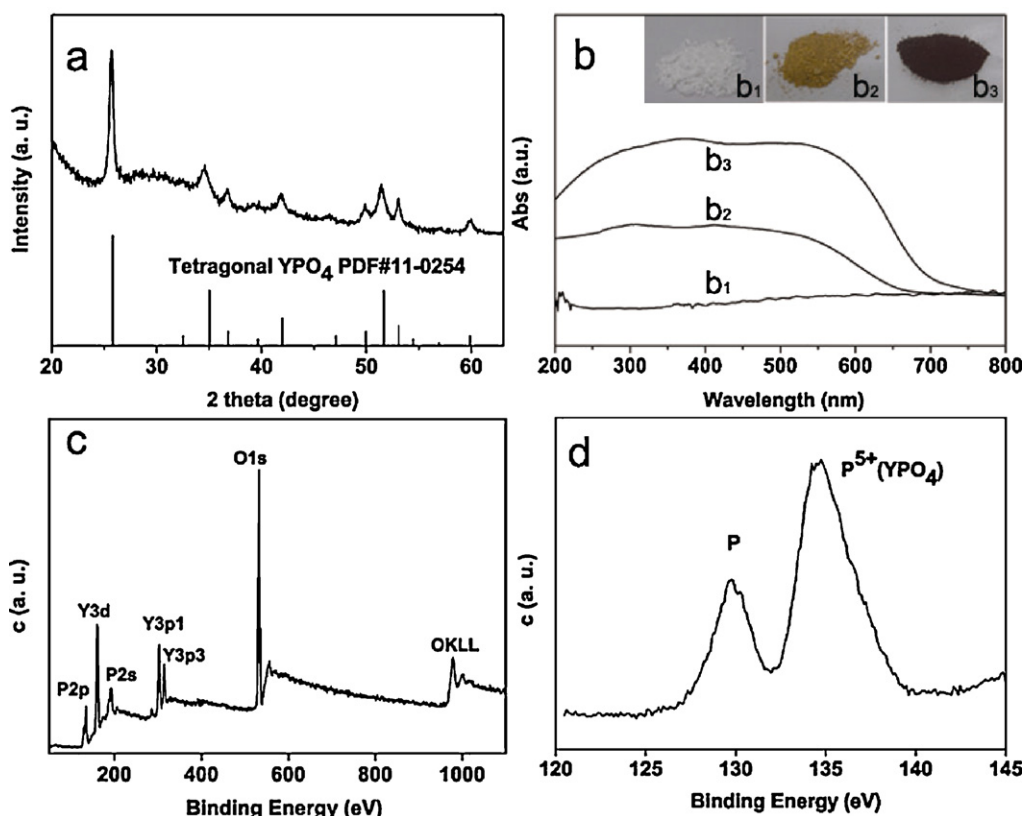 a
Intensity (a. u.)
Tetragonal YPO4 PDF#11-0254
20 30 40 50 60
2 theta (degree)
b
b1 b2 b3
Abs (a.u.)
b3
b2
b1
200 300 400 500 600 700 800
Wavelength (nm)
c
O1s
Y3d
Y3p1
Y3p3
OKLL
P2s
P2p
c (a. u.)
200 400 600 800 1000
Binding Energy (eV)
d
P5+(YPO4)
P
c (a. u.)
120 125 130 135 140 145
Binding Energy (eV)